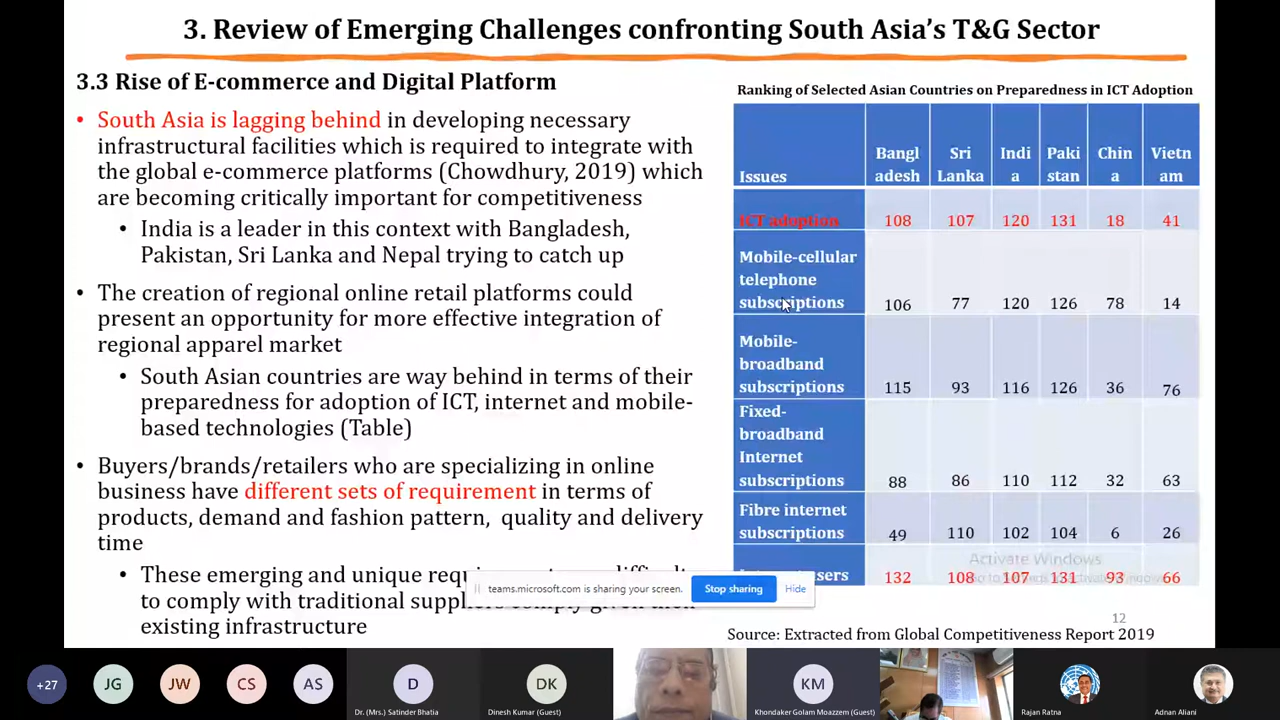 3. Review of Emerging Challenges confronting South Asia's T&G Sector
3.3 Rise of E-commerce and Digital Platform
• South Asia is lagging behind in developing necessary
infrastructural facilities which is required to integrate with
the global e-commerce platforms (Chowdhury, 2019) which
are becoming critically important for competitiveness
• India is a leader in this context with Bangladesh,
Pakistan, Sri Lanka and Nepal trying to catch up
• The creation of regional online retail platforms could
present an opportunity for more effective integration of
regional apparel market
• South Asian countries are way behind in terms of their
preparedness for adoption of ICT, internet and mobile-
based technologies (Table)
• Buyers/brands/retailers who are specializing in online
business have different sets of requirement in terms of
products, demand and fashion pattern, quality and delivery
time
• These emerging and unique
to comply with traditional
existing infrastructure
Ranking of Selected Asian Countries on Preparedness in ICT Adoption
Issues
Bangl
adesh
Sri
Lanka
Indi
a
Paki
stan
Chin
a
Vietn
am
ICT adoption 108 107 120 131 18 41
Mobile-cellular
telephone
subscriptions 106 77 120 126 78 14
Mobile-
broadband
subscriptions 115 93 116 126 36 76
Fixed-
broadband
Internet
subscriptions 88 86 110 112 32 63
Fibre internet
subscriptions 49 110 102 104 6 26
Activate Windows
132 108 107 131 93 66
teams.microsoft.com is sharing your screen.
Stop sharing
Hide
12
Source: Extracted from Global Competitiveness Report 2019
+27
JG
JW
CS
AS
D
DK
KM
Dr. (Mrs.) Satinder Bhatia
Dinesh Kumar (Guest)
Khondaker Golam Moazzem (Guest)
Rajan Ratna
Adnan Aliani